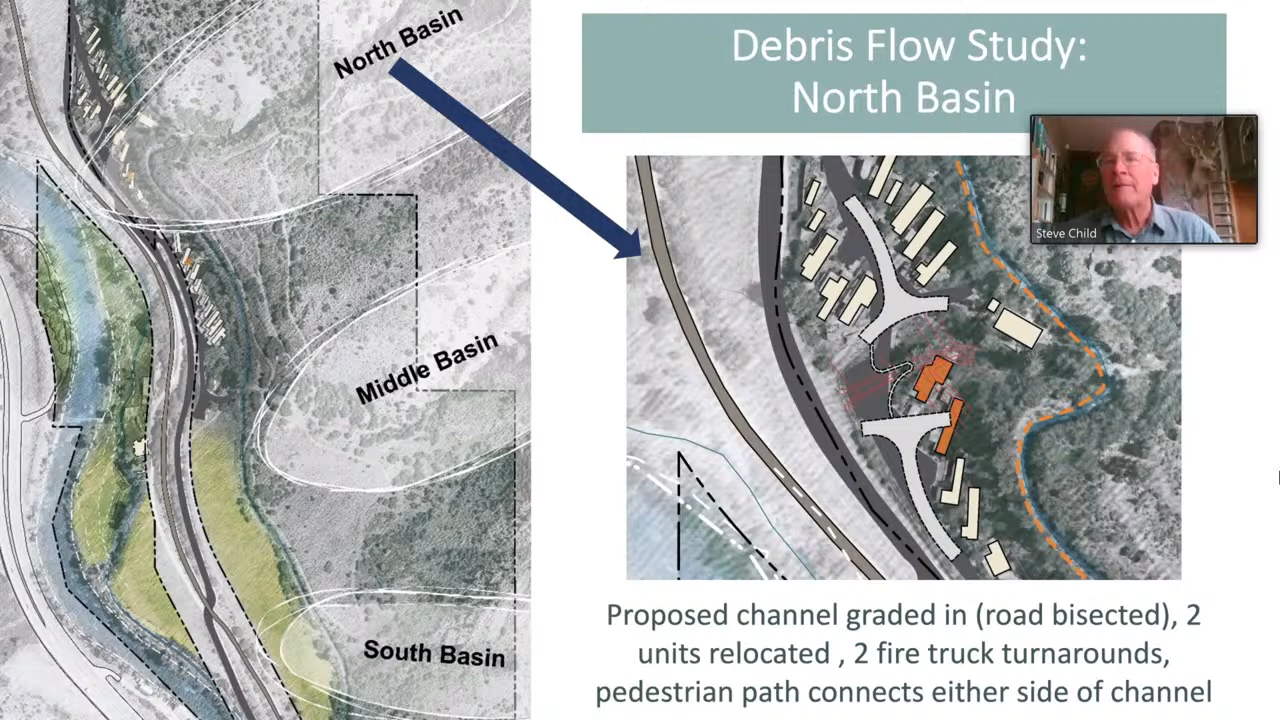 North Basin
Middle Basin
South Basin
Debris Flow Study:
North Basin
Steve Child
Proposed channel graded in (road bisected), 2
units relocated , 2 fire truck turnarounds,
pedestrian path connects either side of channel